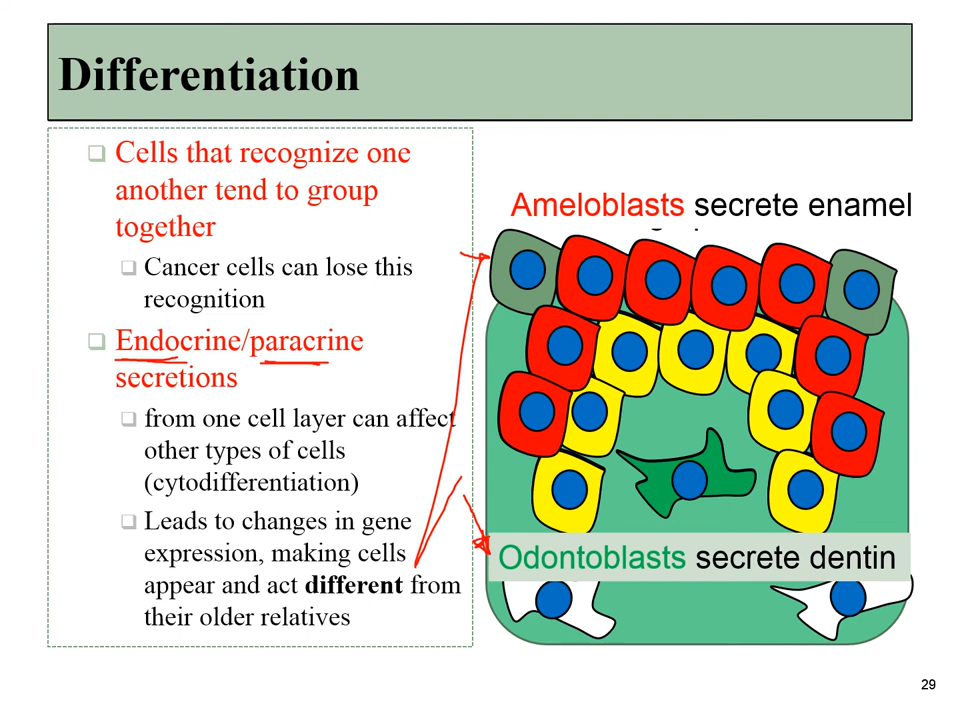 Differentiation
Cells that recognize one
another tend to group
together
Cancer cells can lose this
recognition
Endocrine/paracrine
secretions
from one cell layer can affect
other types of cells
(cytodifferentiation)
Leads to changes in gene
expression, making cells
appear and act different from
their older relatives
Ameloblasts secrete enamel
Odontoblasts secrete dentin
29